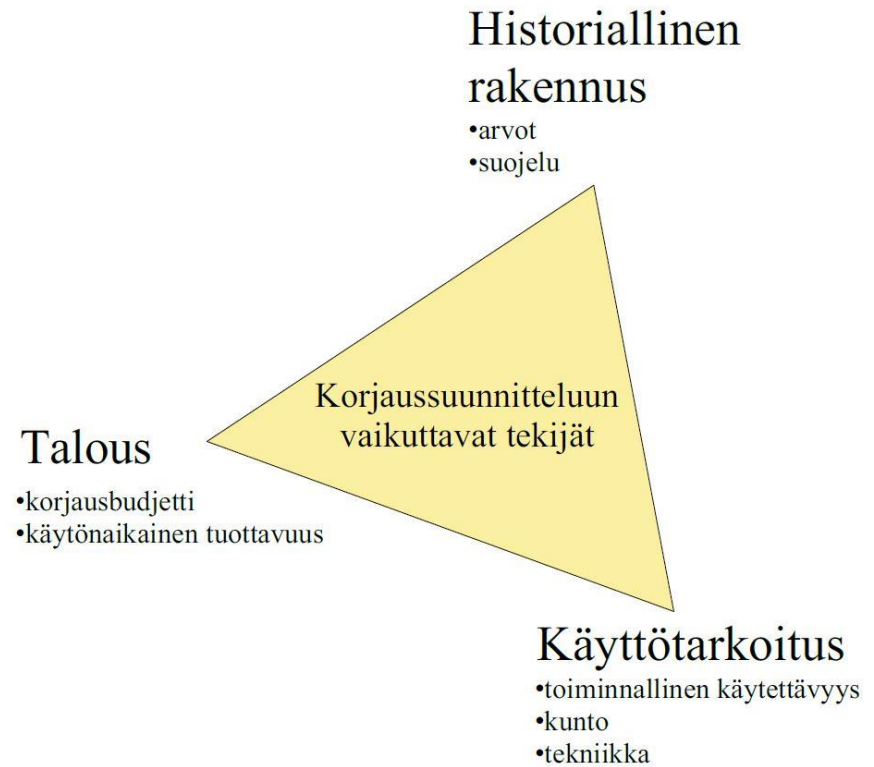 Historiallinen
rakennus
•arvot
•suojelu
Korjaussuunnitteluun
vaikuttavat tekijät
Talous
•korjausbudjetti
•käytönaikainen tuottavuus
Käyttötarkoitus
•toiminnallinen käytettävyys
•kunto
•tekniikka